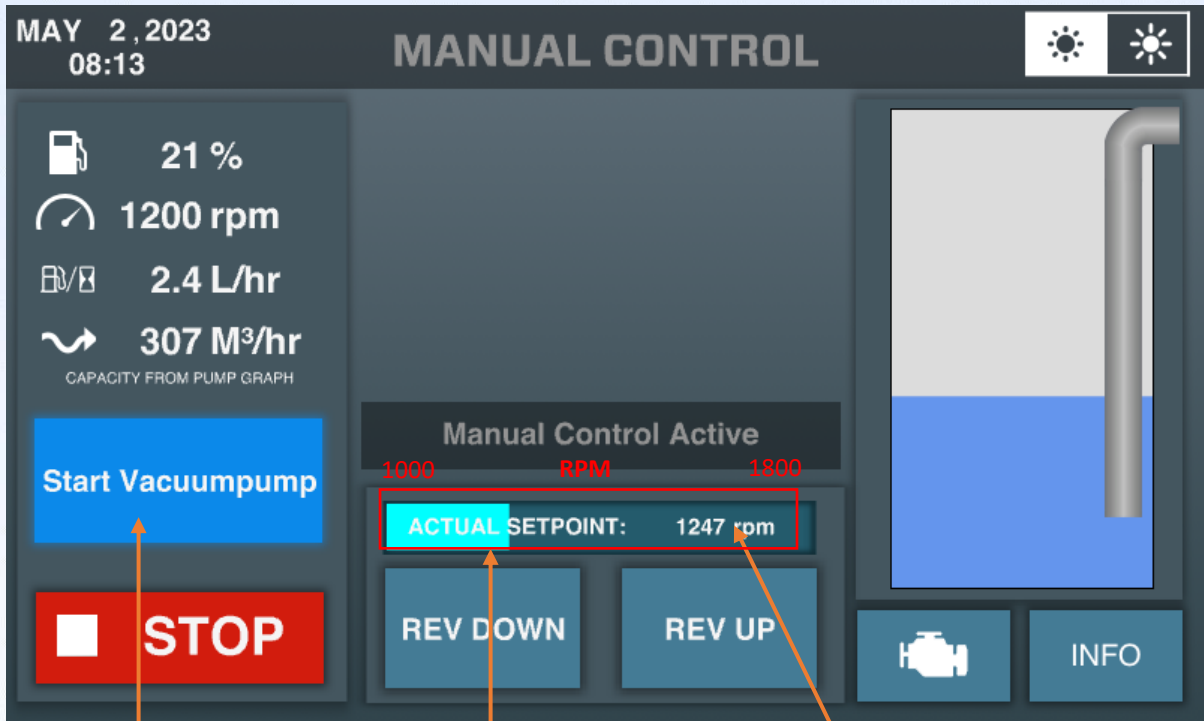 MAY 2,2023
08:13
MANUAL CONTROL
21 %
1200 rpm
2.4 L/hr
307 M³/hr
CAPACITY FROM PUMP GRAPH
Start Vacuumpump
STOP
Manual Control Active
1000 RPM 1800
ACTUAL SETPOINT: 1247 rpm
REV DOWN
REV UP
INFO